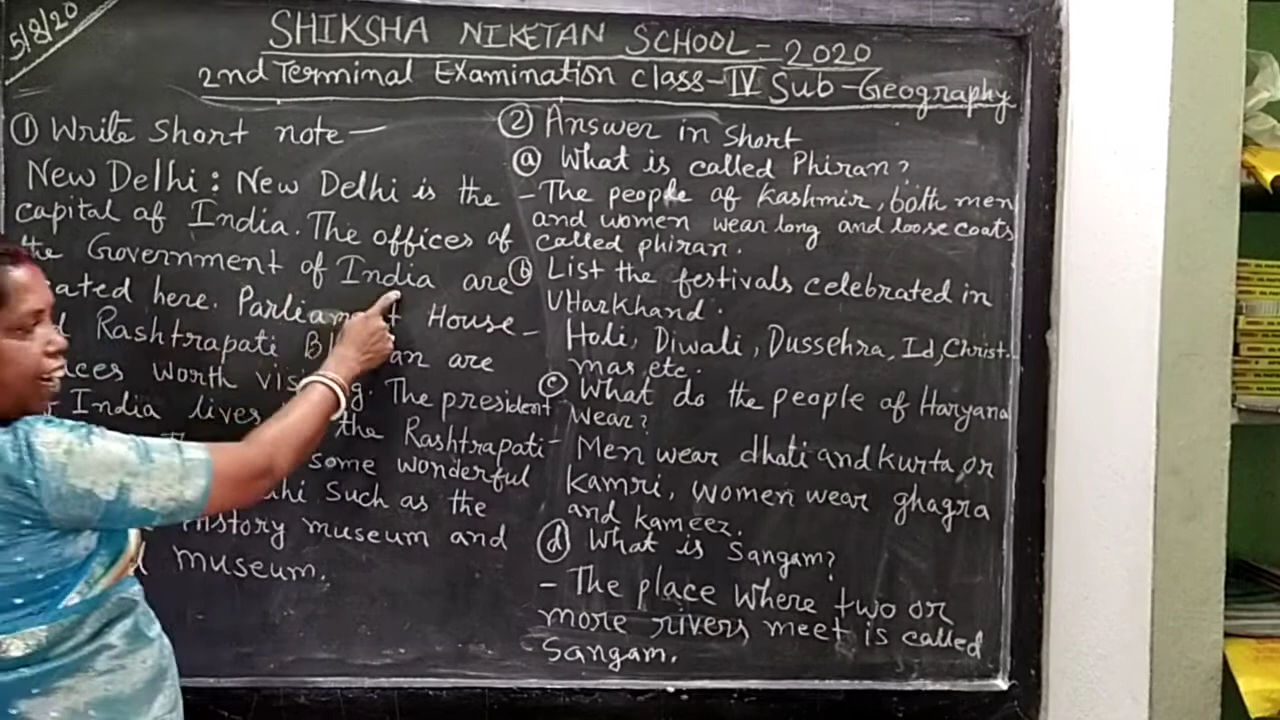 5/8/20
SHIKSHA NIKETAN SCHOOL - 2020
2nd Terminal Examination class-IV Sub-Geography
① Write short note—
New Delhi: New Delhi is the
capital of India. The offices of
the Government of India are
here. Parliament House
Rashtrapati an are
worth vis g. The president
India lives the Rashtrapati
some wonderful
Such as the
History museum and
museum.
② Answer in short
ⓐ What is called Phiran?
- The people of Kashmir, both men
and women wear long and loose coats
called phiran.
ⓑ List the festivals celebrated in
Uttarkhand.
- Holi, Diwali, Dussehra, Id, Christ-
mas etc.
ⓒ What do the people of Haryana
wear?
- Men wear dhati and kurta or
kamri, women wear ghagra
and kameez.
ⓓ What is Sangam?
- The place where two or
more rivers meet is called
Sangam.